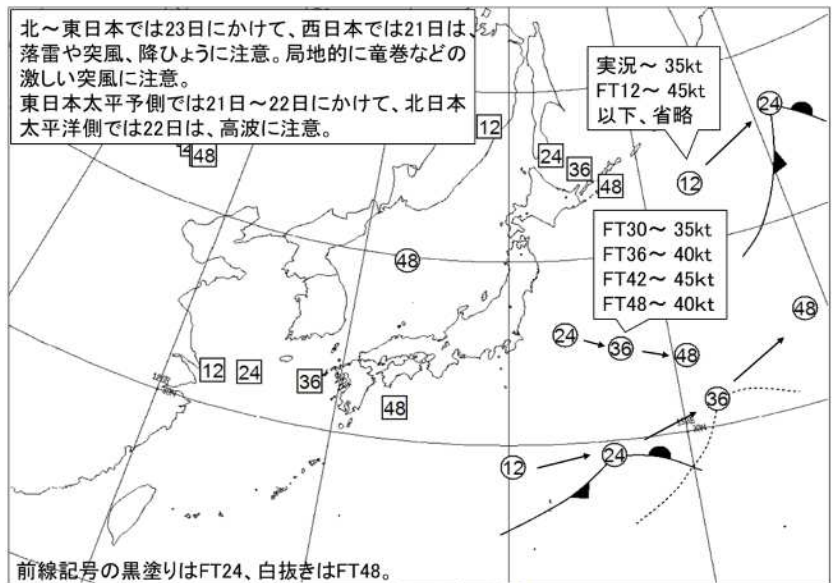 北～東日本では23日にかけて、西日本では21日は、
落雷や突風、降ひょうに注意。局地的に竜巻などの
激しい突風に注意。
東日本太平予側では21日～22日にかけて、北日本
太平洋側では22日は、高波に注意。
実況～ 35kt
FT12～ 45kt
以下、省略
24
12
48
12
24
36
48
12
FT30～ 35kt
FT36～ 40kt
FT42～ 45kt
FT48～ 40kt
48
48
24
36
48
12
24
36
48
36
12
24
前線記号の黒塗りはFT24、白抜きはFT48。